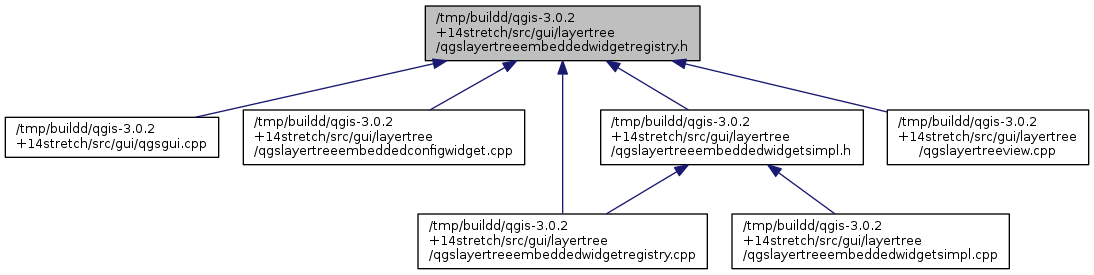 /tmp/buildd/qgis-3.0.2
+14stretch/src/gui/layertree
/qgslayertreeembeddedwidgetregistry.h
/tmp/buildd/qgis-3.0.2
+14stretch/src/gui/qgsgui.cpp
/tmp/buildd/qgis-3.0.2
+14stretch/src/gui/layertree
/qgslayertreeembeddedconfigwidget.cpp
/tmp/buildd/qgis-3.0.2
+14stretch/src/gui/layertree
/qgslayertreeembeddedwidgetsimpl.h
/tmp/buildd/qgis-3.0.2
+14stretch/src/gui/layertree
/qgslayertreeview.cpp
/tmp/buildd/qgis-3.0.2
+14stretch/src/gui/layertree
/qgslayertreeembeddedwidgetregistry.cpp
/tmp/buildd/qgis-3.0.2
+14stretch/src/gui/layertree
/qgslayertreeembeddedwidgetsimpl.cpp